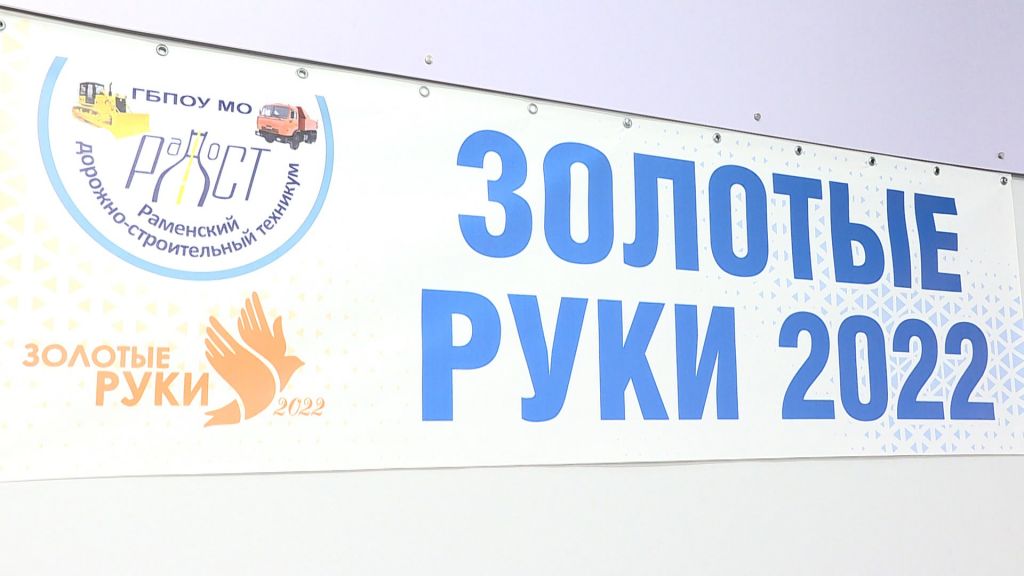 ГБПОУ МО
РаДОСТ
Раменский
дорожно-строительный техникум
ЗОЛОТЫЕ
РУКИ
2022
ЗОЛОТЫЕ
РУКИ 2022